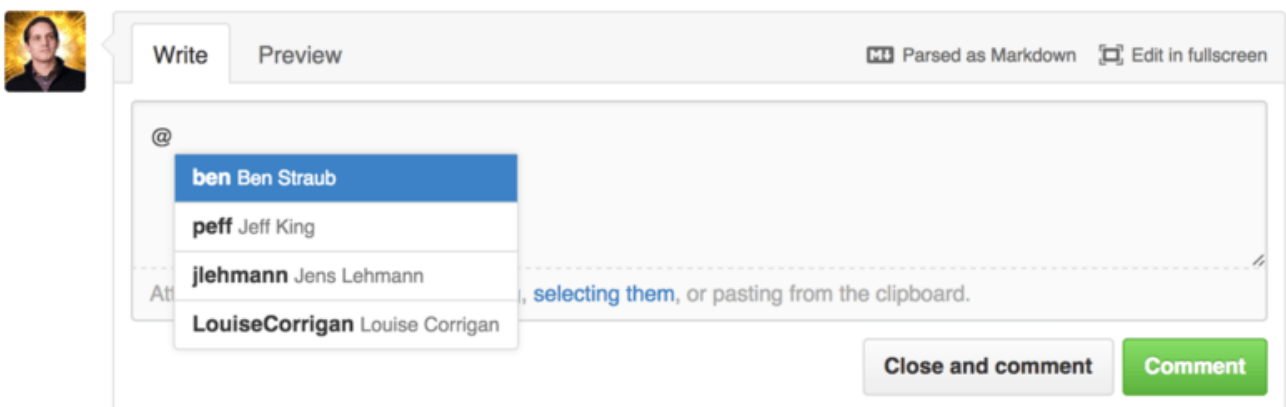 Write Preview Parsed as Markdown Edit in fullscreen
@
ben Ben Straub
peff Jeff King
jlehmann Jens Lehmann
, selecting them, or pasting from the clipboard.
LouiseCorrigan Louise Corrigan
Close and comment Comment